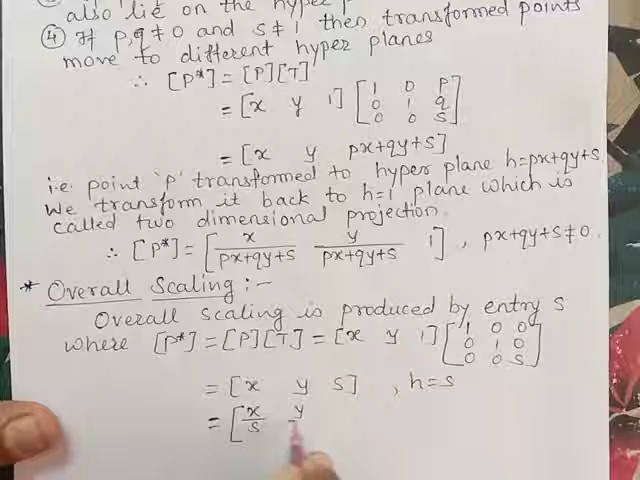 also lie on the hyper p
④ If p,q ≠ 0 and s ≠ 1 then transformed points
move to different hyper planes
∴ [P*] = [P][T]
= [x y 1] [1 0 p
0 1 q
0 0 s]
= [x y px+qy+s]
i.e. point 'p' transformed to hyper plane h=px+qy+s.
We transform it back to h=1 plane which is
called two dimensional projection.
∴ [P*] = [x/px+qy+s y/px+qy+s 1] , px+qy+s ≠ 0.
* Overall Scaling :-
Overall scaling is produced by entry s
where [P*] = [P][T] = [x y 1] [1 0 0
0 1 0
0 0 s]
= [x y s] , h=s
= [x/s y